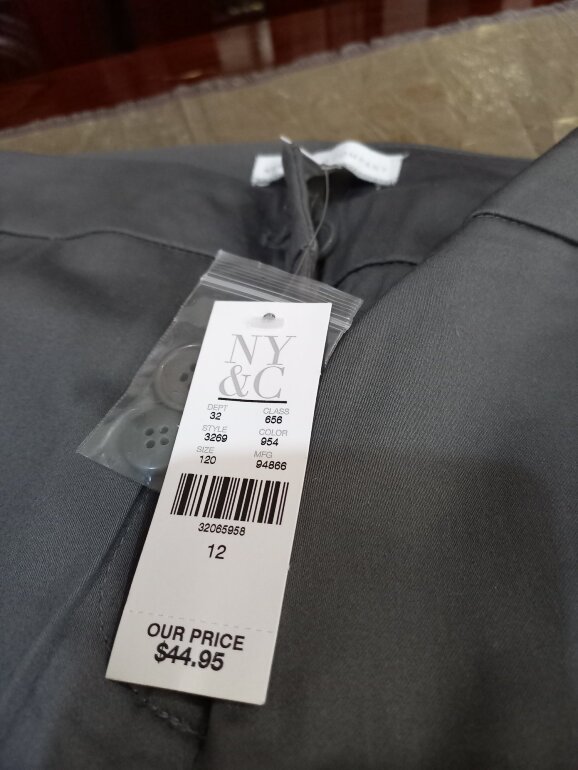 NY
&C
DEPT CLASS
32 656
STYLE COLOR
3269 954
SIZE MFG
120 94866
32065958
12
OUR PRICE
$44.95